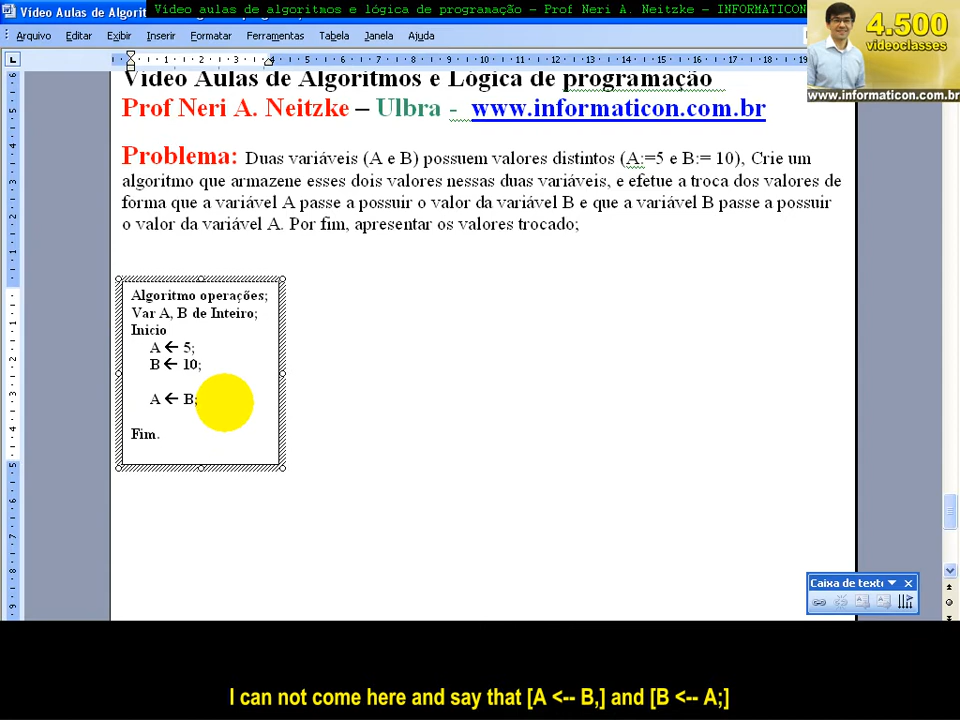 Vídeo aulas de algoritmos e lógica de programação - Prof Neri A. Neitzke - INFORMATICON
Vídeo Aulas de Algorí
4.500
videoclasses
www.informaticon.com.br
Arquivo Editar Exibir Inserir Formatar Ferramentas Tabela Janela Ajuda
Vídeo Aulas de Algoritmos e Lógica de programação
Prof Neri A. Neitzke – Ulbra - www.informaticon.com.br
Problema: Duas variáveis (A e B) possuem valores distintos (A:=5 e B:= 10), Crie um
algoritmo que armazene esses dois valores nessas duas variáveis, e efetue a troca dos valores de
forma que a variável A passe a possuir o valor da variável B e que a variável B passe a possuir
o valor da variável A. Por fim, apresentar os valores trocado;
Algoritmo operações;
Var A, B de Inteiro;
Inicio
A ← 5;
B ← 10;
A ← B;
Fim.
Caixa de texto
I can not come here and say that [A <-- B,] and [B <-- A;]